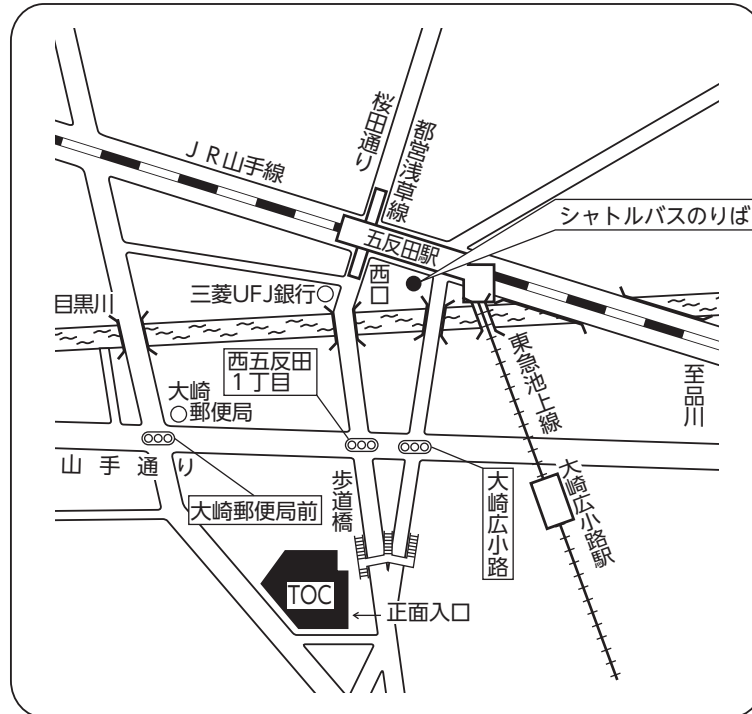 桜田通り
都営浅草線
JR山手線
シャトルバスのりば
五反田駅
西口
三菱UFJ銀行
目黒川
西五反田
1丁目
東急池上線
至品川
大崎
郵便局
山手通り
大崎郵便局前
歩道橋
大崎広小路
大崎広小路駅
TOC
正面入口